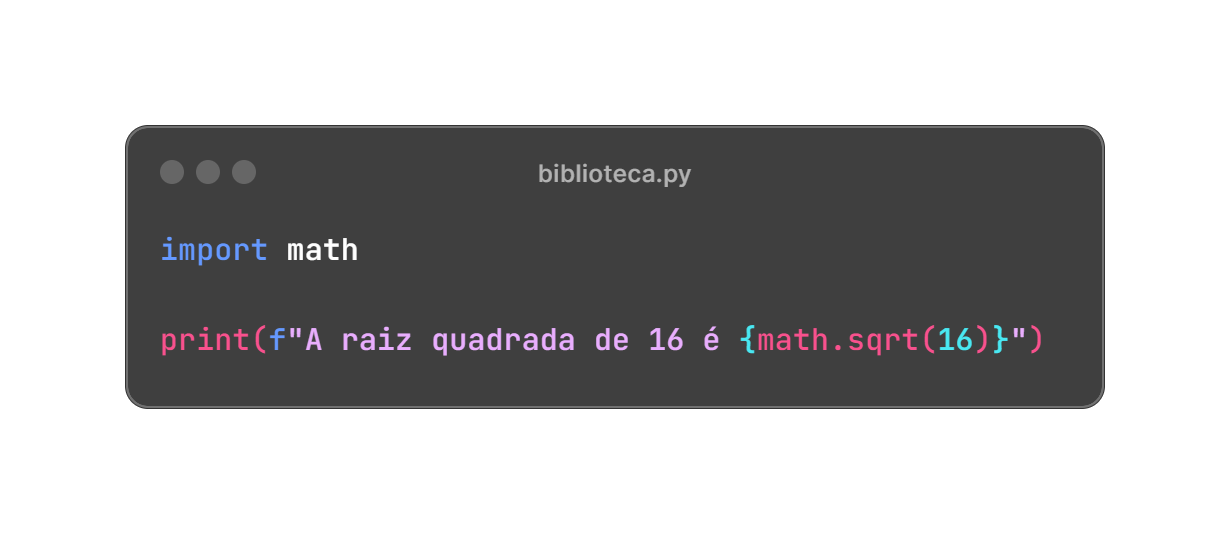 biblioteca.py
import math
print(f"A raiz quadrada de 16 é {math.sqrt(16)}")